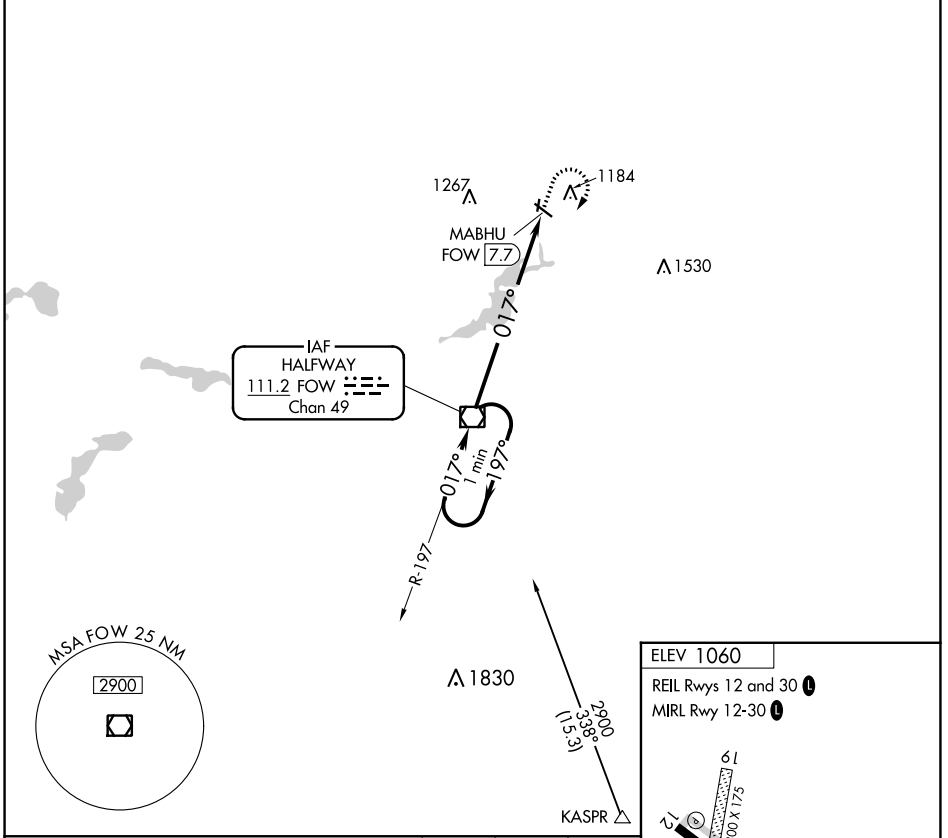 1267
1184
MABHU
FOW 7.7
1530
017°
IAF
HALFWAY
111.2 FOW
Chan 49
017°
1 min
197°
R-197
MSA FOW 25 NM
2900
1830
2900
338°
(15.3)
KASPR
ELEV 1060
REIL Rwys 12 and 30 L
MIRL Rwy 12-30 L
19
00 X 175
12
P